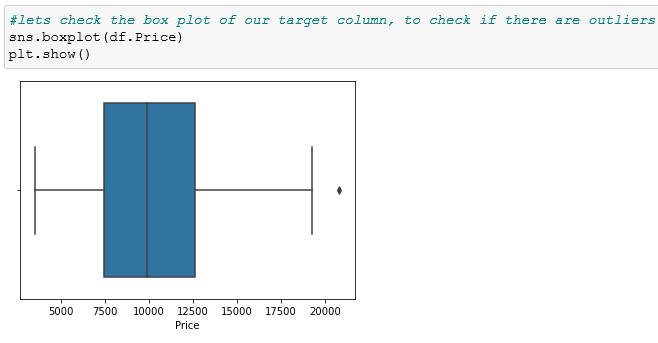 #lets check the box plot of our target column, to check if there are outliers
sns.boxplot(df.Price)
plt.show()
5000 7500 10000 12500 15000 17500 20000
Price